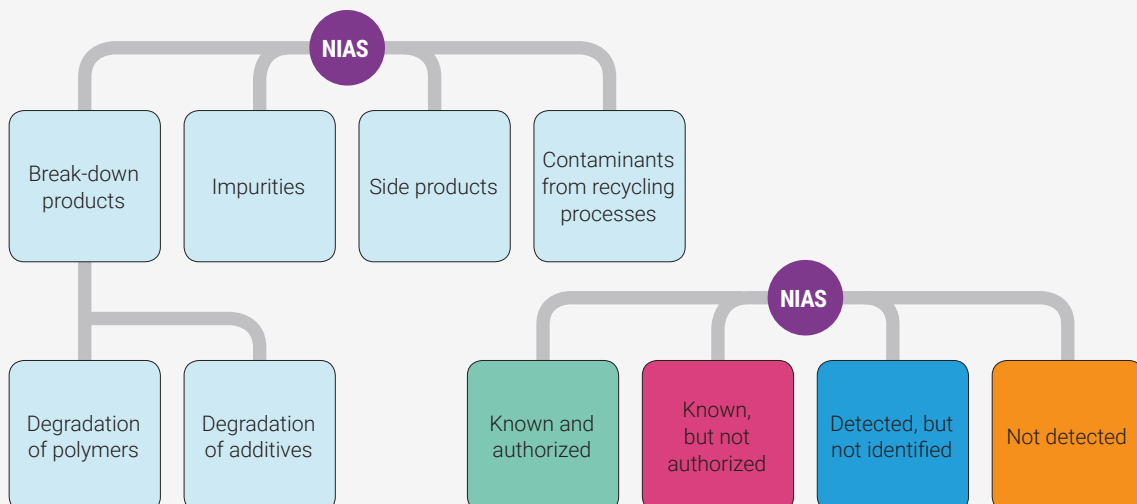 NIAS
Break-down
products
Impurities
Side products
Contaminants
from recycling
processes
Degradation
of polymers
Degradation
of additives
NIAS
Known and
authorized
Known,
but not
authorized
Detected, but
not identified
Not detected